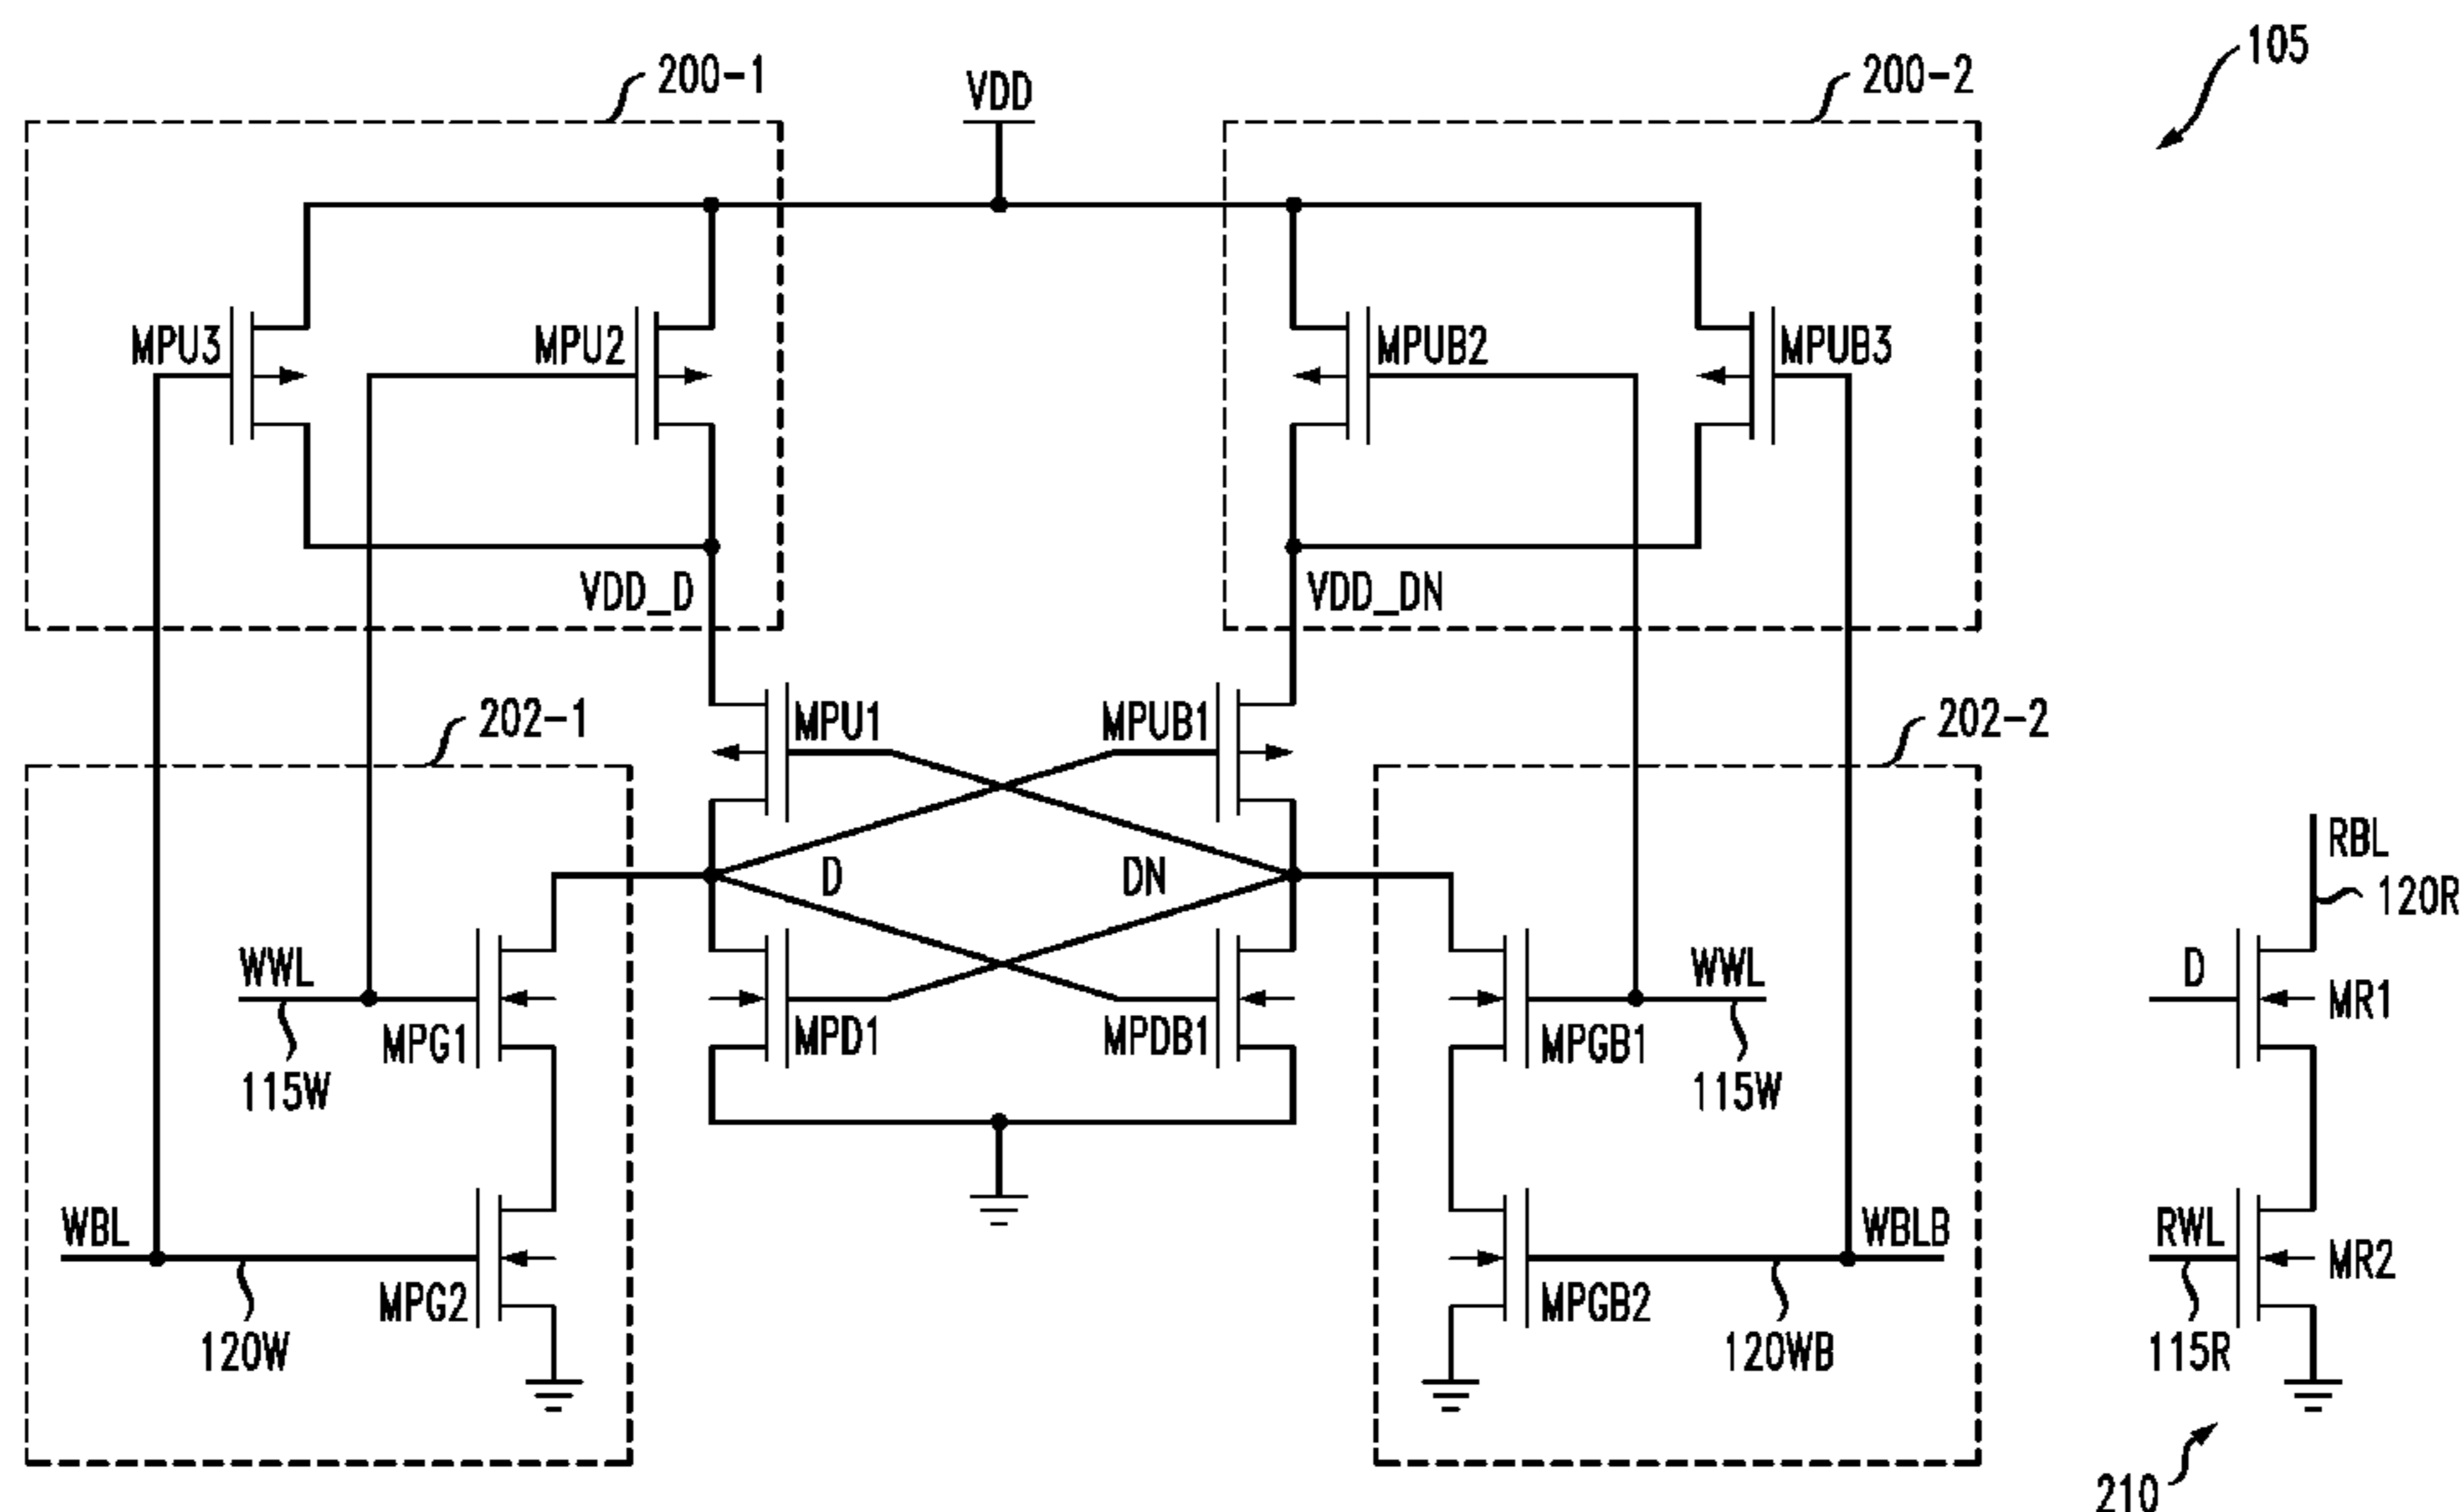 105
200-1
VDD
200-2
MPU3
MPU2
MPUB2
MPUB3
VDD_D
VDD_DN
202-1
MPU1
MPUB1
202-2
RBL
120R
D
DN
WWL
MPG1
115W
MPD1
MPDB1
WWL
MPGB1
115W
D
MR1
WBL
MPG2
120W
WBLB
MPGB2
120WB
RWL
MR2
115R
210